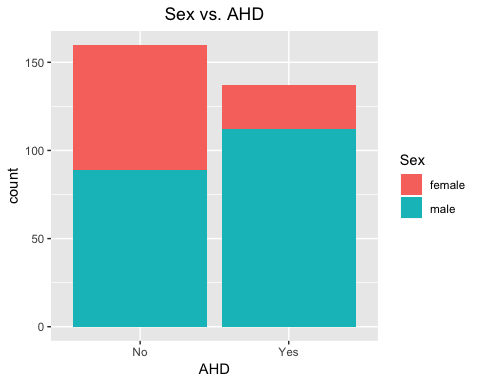 Sex vs. AHD
150
100
50
0
count
No Yes
AHD
Sex
female
male